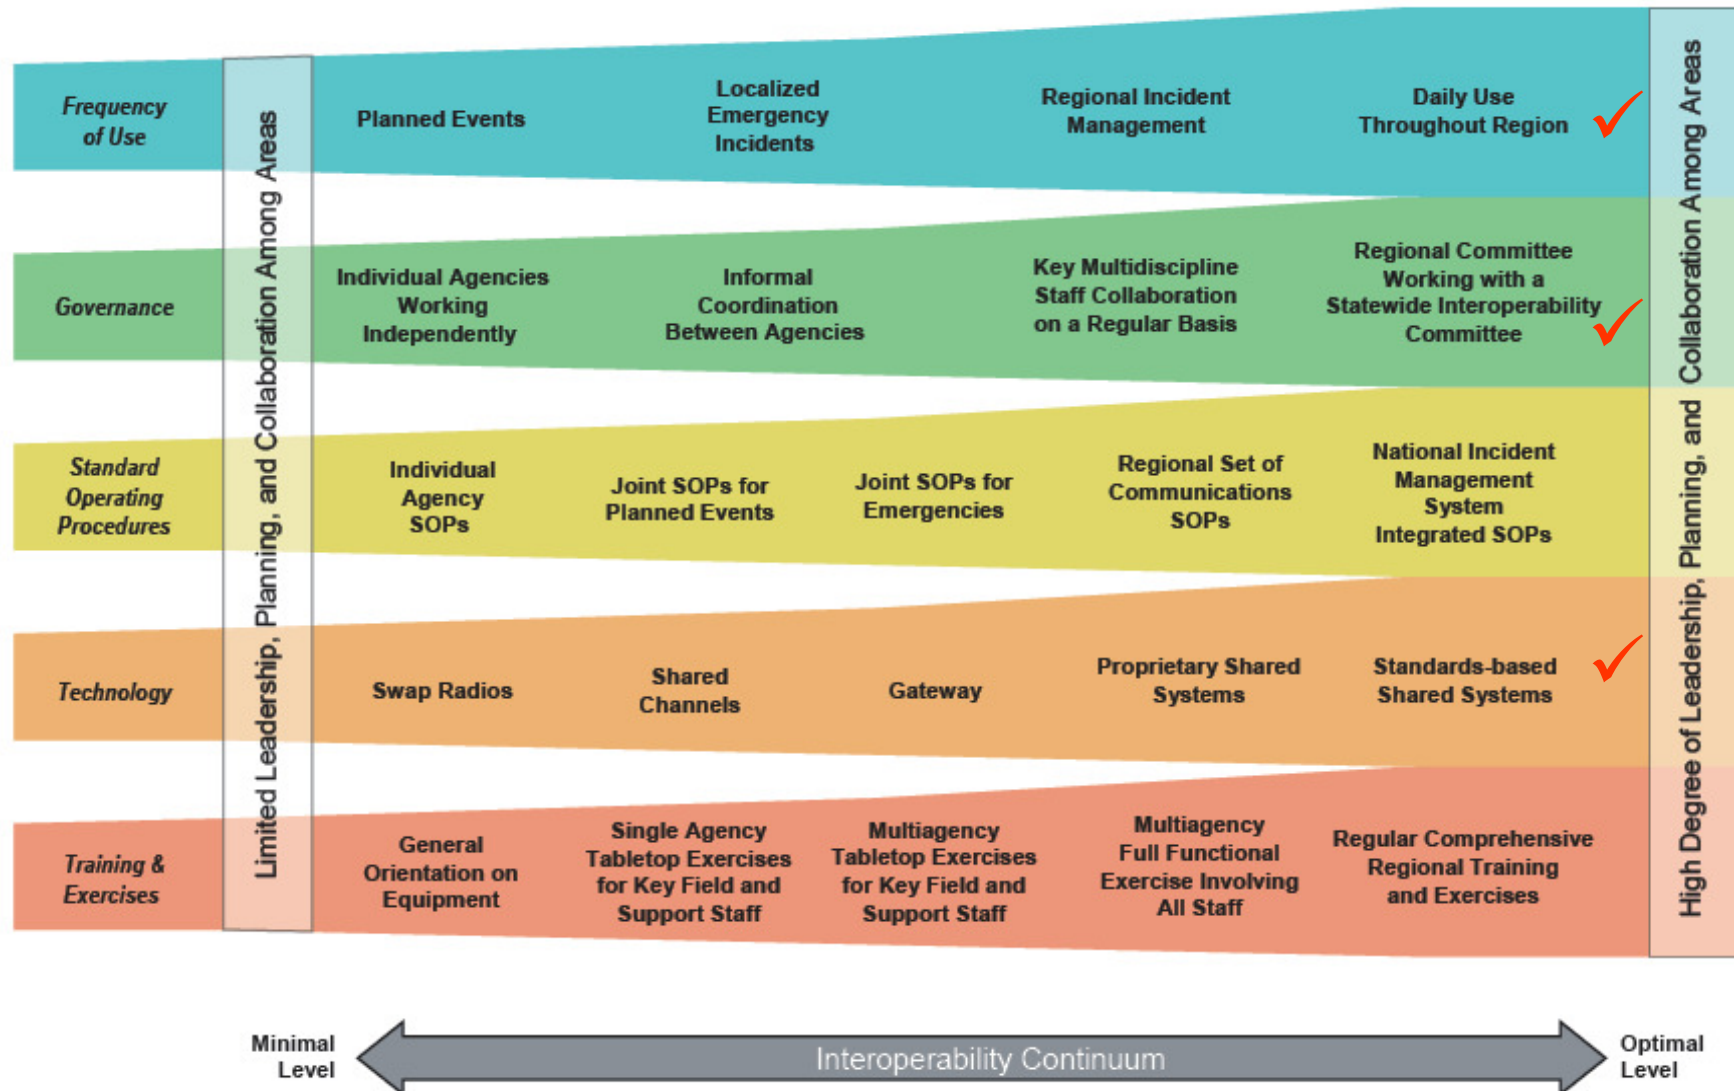 Frequency
of Use
Limited Leadership, Planning, and Collaboration Among Areas
Planned Events
Localized
Emergency
Incidents
Regional Incident
Management
Daily Use
Throughout Region
High Degree of Leadership, Planning, and Collaboration Among Areas
Governance
Individual Agencies
Working
Independently
Informal
Coordination
Between Agencies
Key Multidiscipline
Staff Collaboration
on a Regular Basis
Regional Committee
Working with a
Statewide Interoperability
Committee
Standard
Operating
Procedures
Individual
Agency
SOPs
Joint SOPs for
Planned Events
Joint SOPs for
Emergencies
Regional Set of
Communications
SOPs
National Incident
Management
System
Integrated SOPs
Technology
Swap Radios
Shared
Channels
Gateway
Proprietary Shared
Systems
Standards-based
Shared Systems
Training &
Exercises
General
Orientation on
Equipment
Single Agency
Tabletop Exercises
for Key Field and
Support Staff
Multiagency
Tabletop Exercises
for Key Field and
Support Staff
Multiagency
Full Functional
Exercise Involving
All Staff
Regular Comprehensive
Regional Training
and Exercises
Minimal
Level
Interoperability Continuum
Optimal
Level